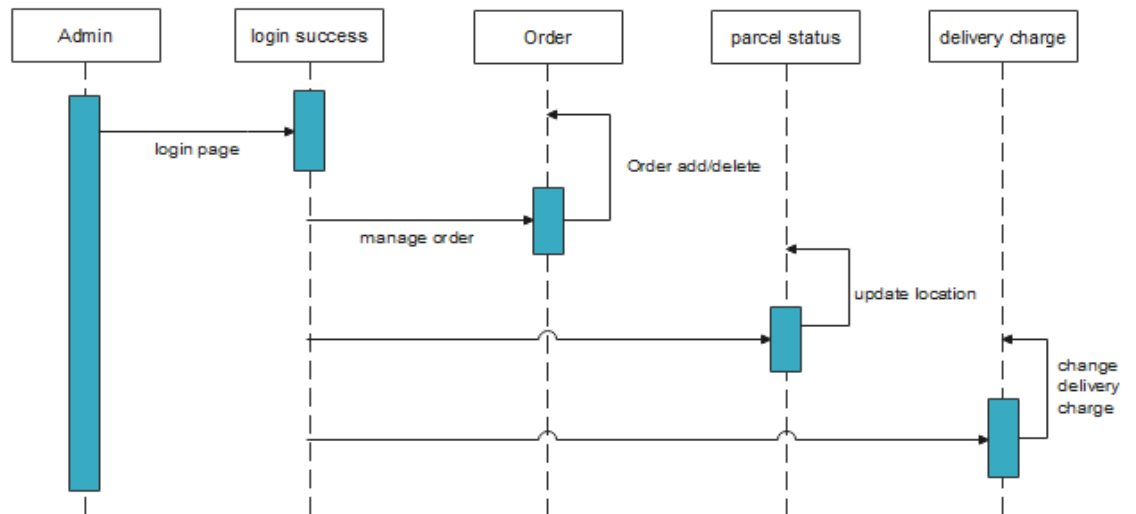 Admin
login success
Order
parcel status
delivery charge
login page
Order add/delete
manage order
update location
change
delivery
charge